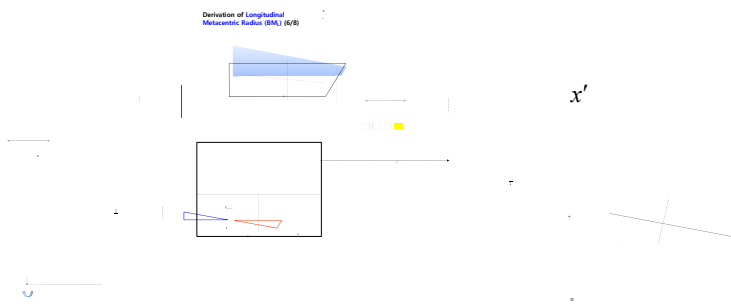 Derivation of Longitudinal
Metacentric Radius (BML) (6/8)
x′